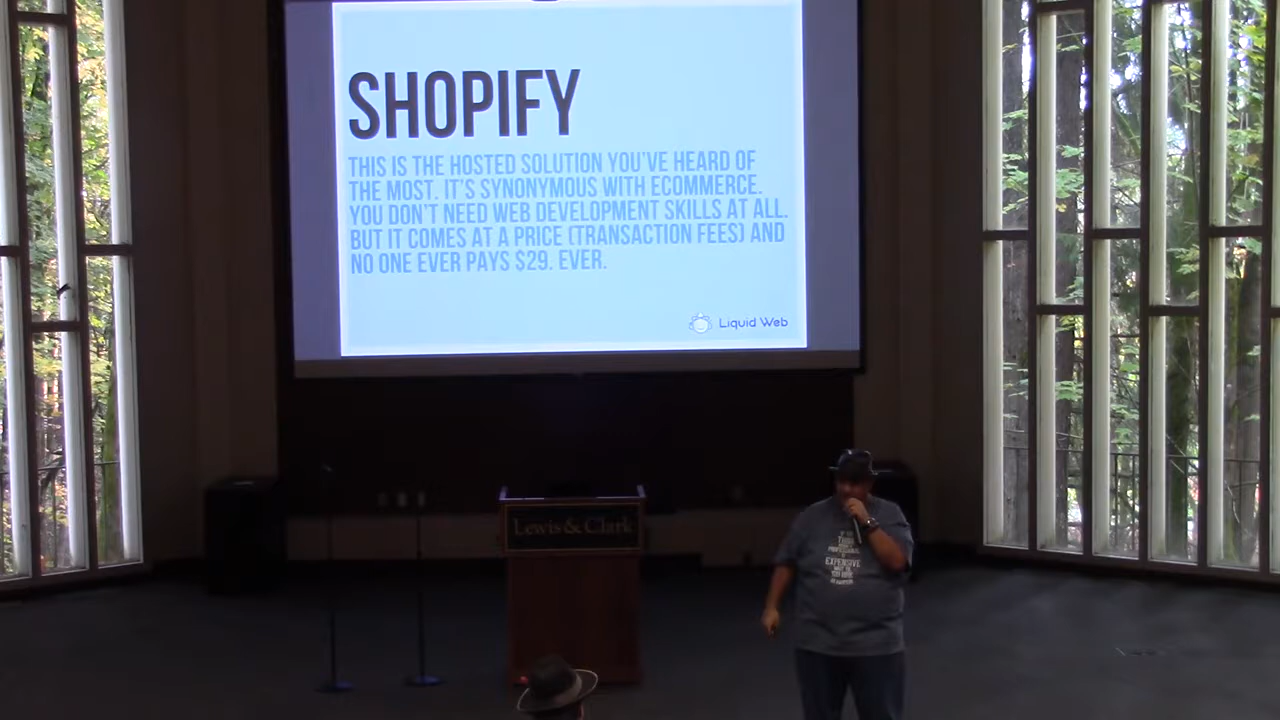 SHOPIFY
THIS IS THE HOSTED SOLUTION YOU'VE HEARD OF
THE MOST. IT'S SYNONYMOUS WITH ECOMMERCE.
YOU DON'T NEED WEB DEVELOPMENT SKILLS AT ALL.
BUT IT COMES AT A PRICE (TRANSACTION FEES) AND
NO ONE EVER PAYS $29. EVER.
Liquid Web
Lewis & Clark
THINK
PROFESSIONAL
EXPENSIVE